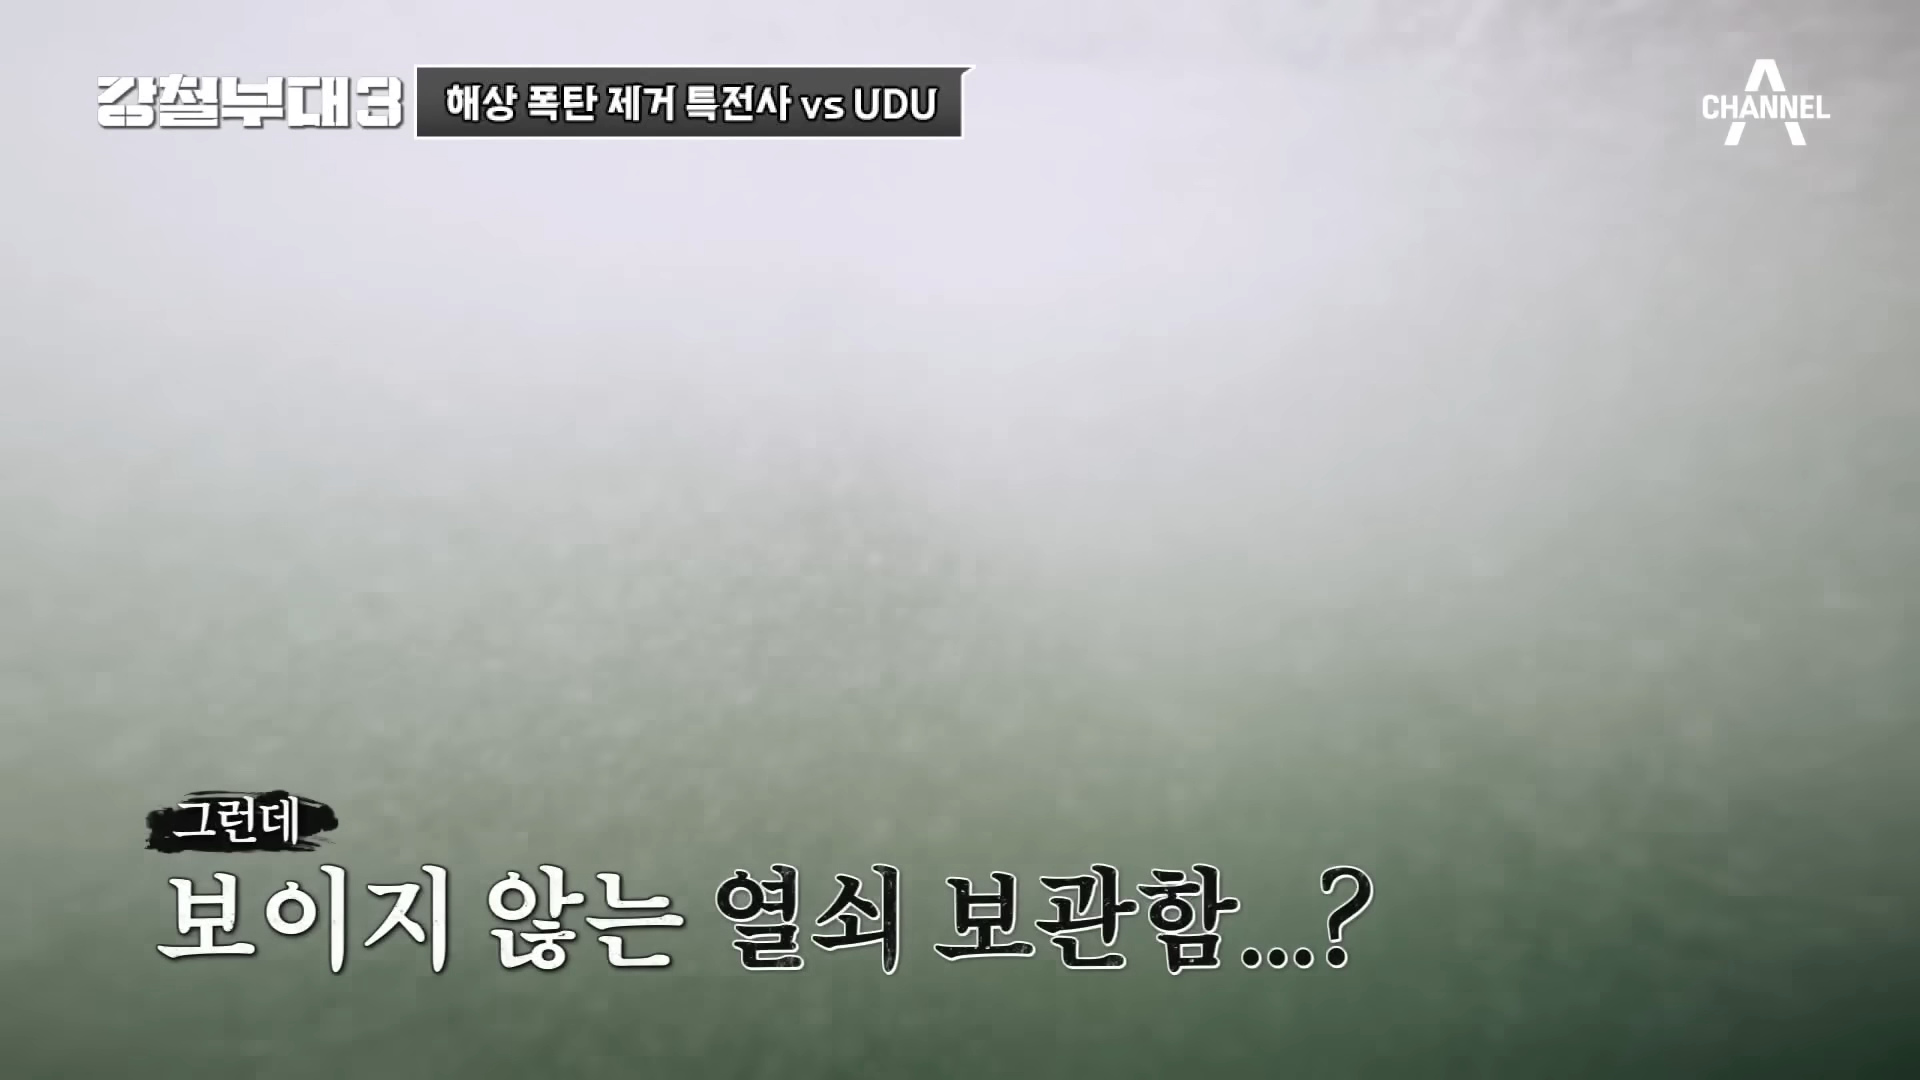 강철부대3
해상 폭탄 제거 특전사 vs UDU
CHANNEL A
그런데
보이지 않는 열쇠 보관함...?